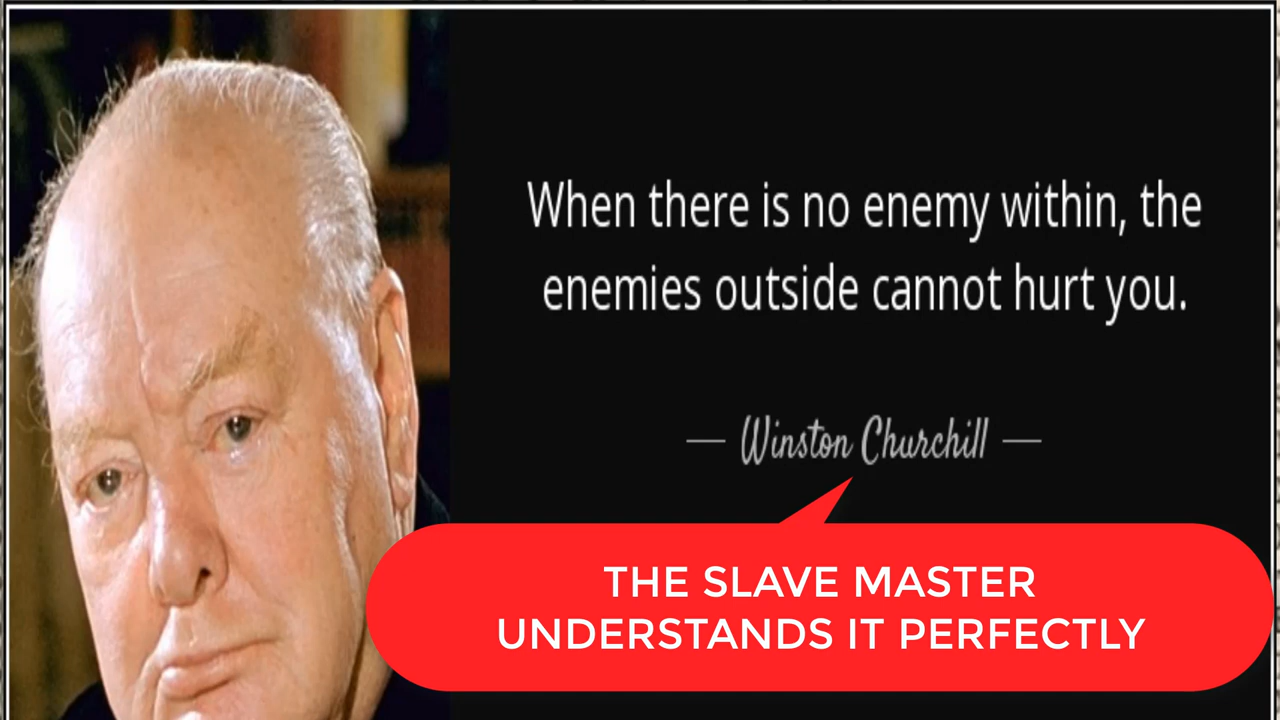 When there is no enemy within, the
enemies outside cannot hurt you.
— Winston Churchill —
THE SLAVE MASTER
UNDERSTANDS IT PERFECTLY